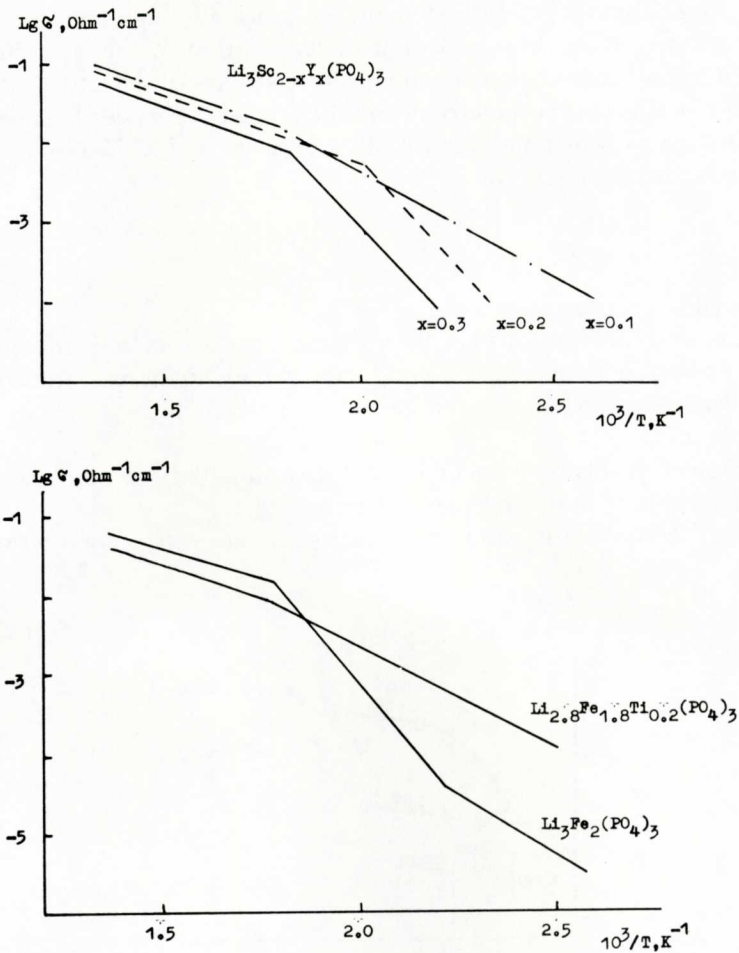 Lg σ, Ohm⁻¹cm⁻¹
-1
Li₃Sc₂₋ₓYₓ(PO₄)₃
-3
x=0.3 x=0.2 x=0.1
1.5 2.0 2.5
10³/T,K⁻¹
Lg σ, Ohm⁻¹cm⁻¹
-1
-3
Li₂.₈Fe₁.₈Ti₀.₂(PO₄)₃
Li₃Fe₂(PO₄)₃
-5
1.5 2.0 2.5
10³/T,K⁻¹